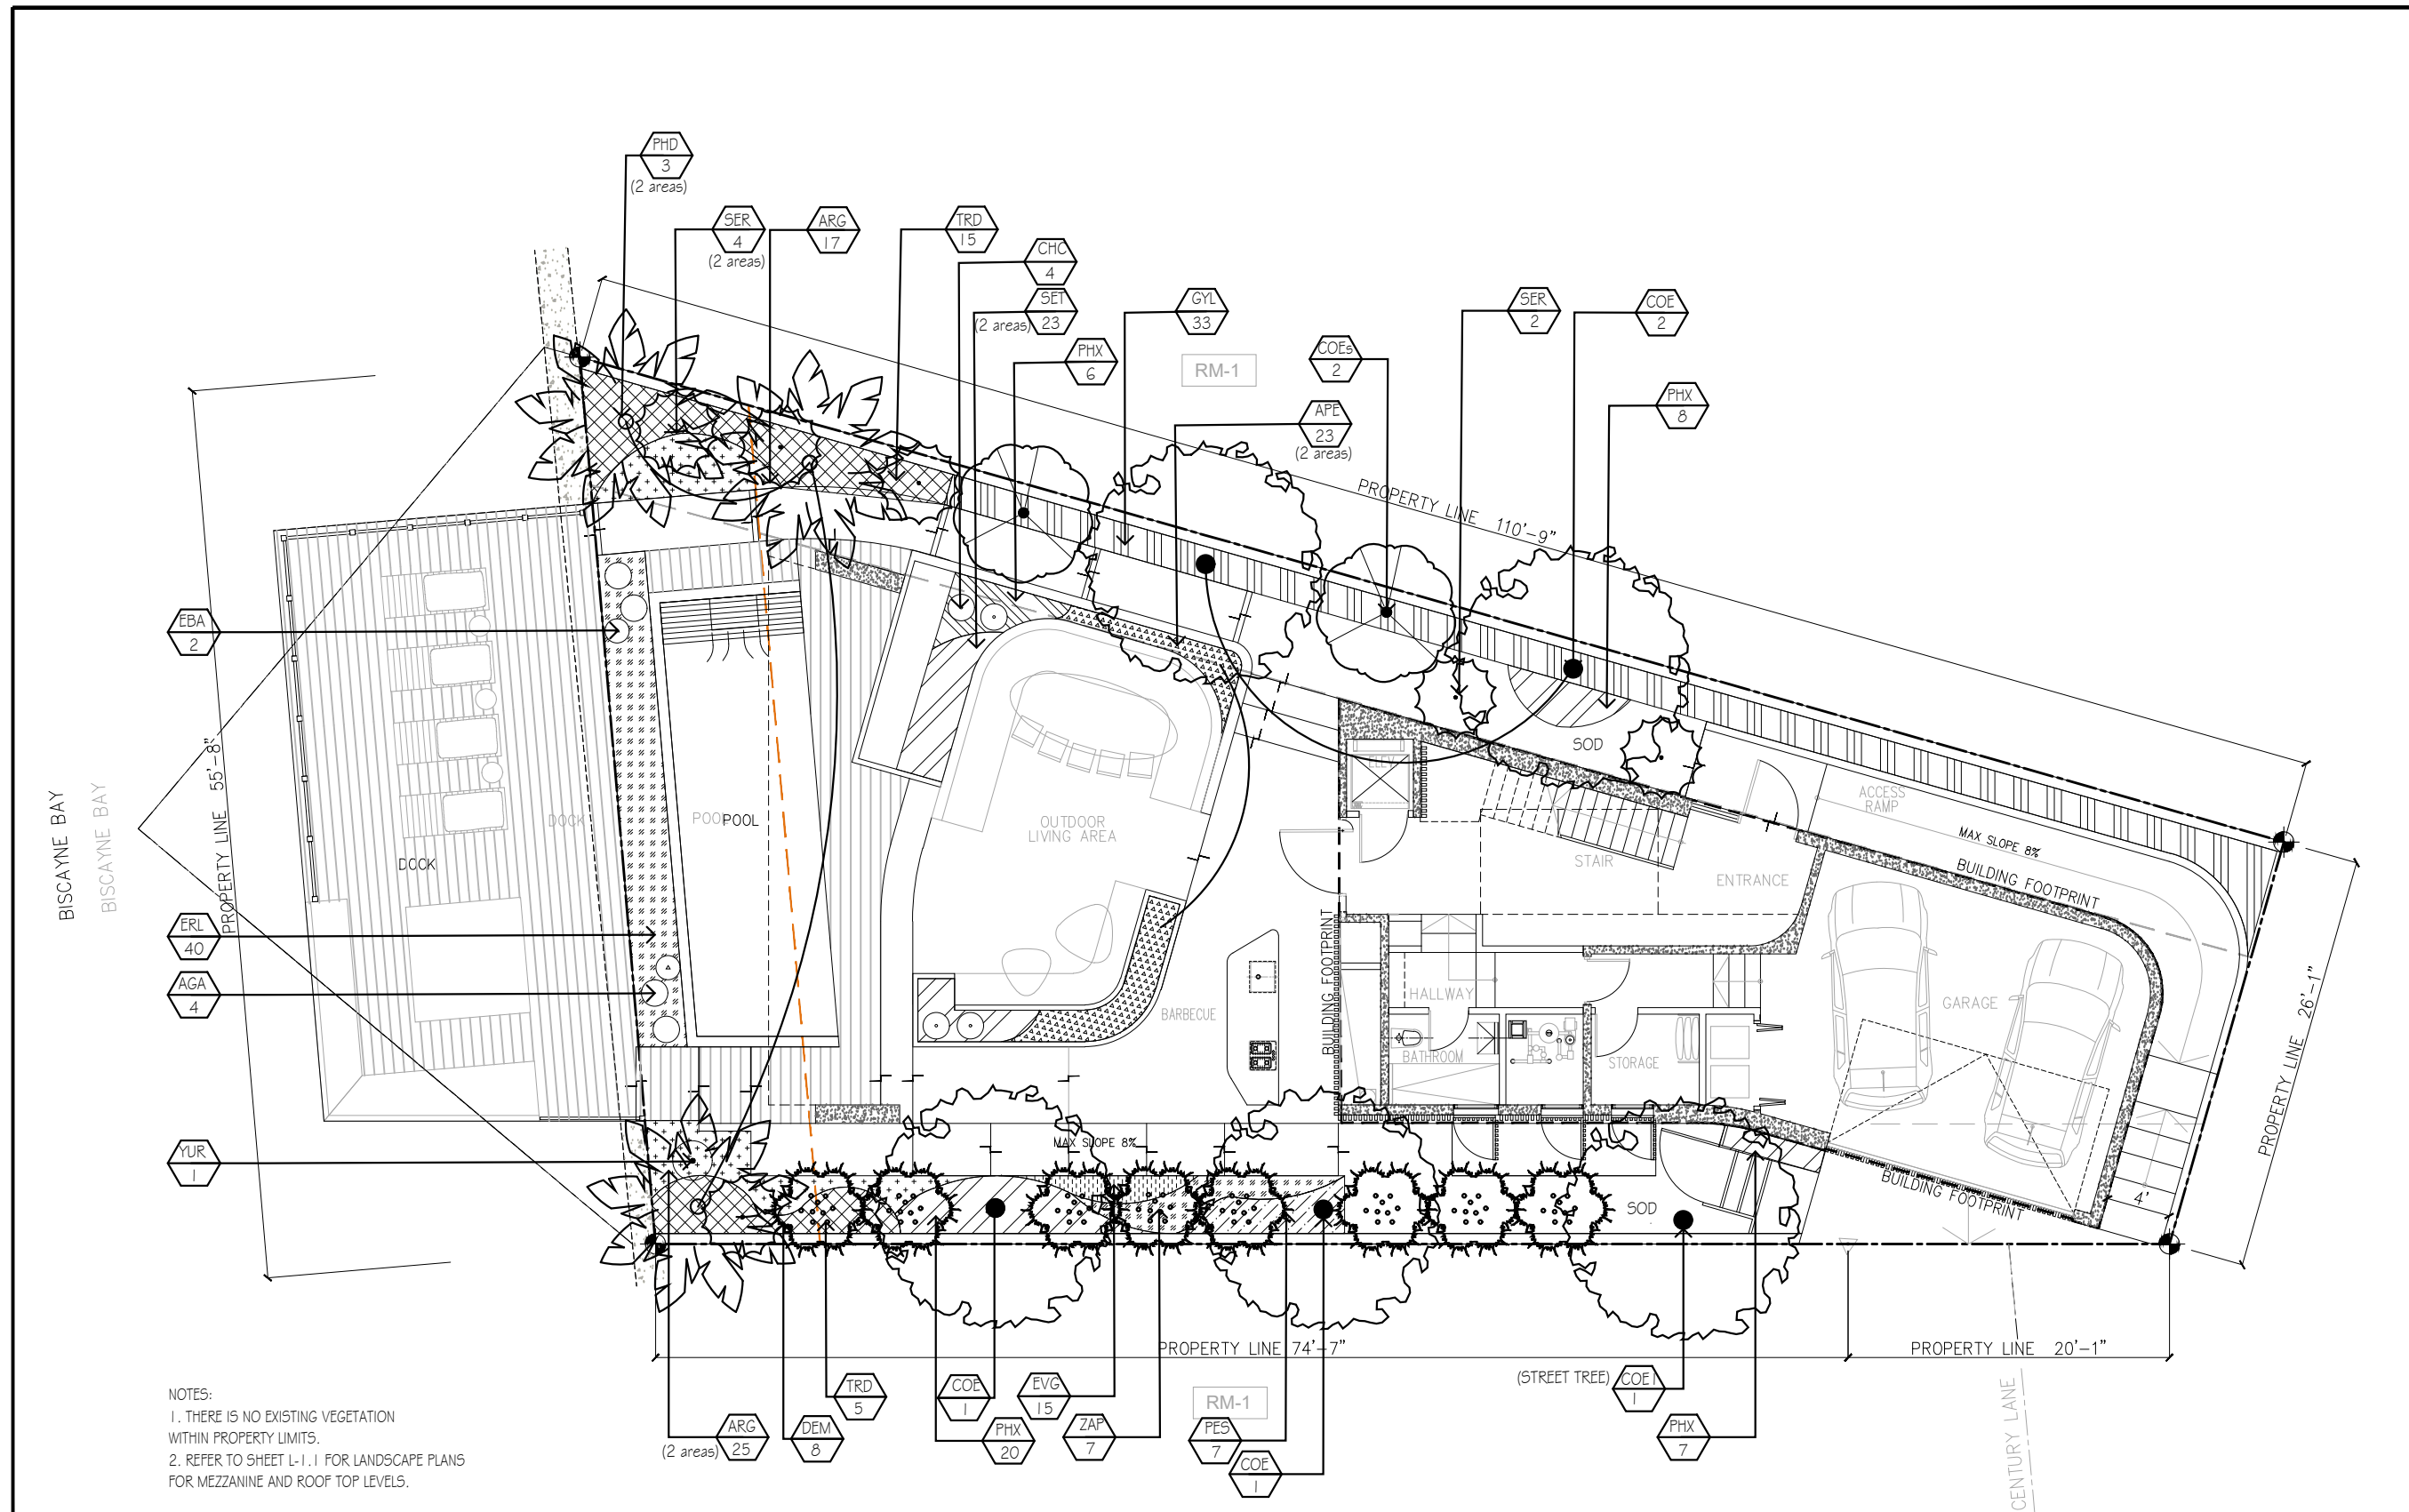 PHD
3
(2 areas)
SER
4
(2 areas)
ARG
17
TRD
15
CHC
4
SET
23
(2 areas)
PHX
6
GYL
33
RM-1
COEs
2
APE
23
(2 areas)
SER
2
COE
2
PHX
8
PROPERTY LINE 110'-9"
EBA
2
ERL
40
AGA
4
YUR
1
BISCAYNE BAY
BISCAYNE BAY
PROPERTY LINE 55'-8"
DOCK
DOCK
POOL
POOL
OUTDOOR
LIVING AREA
BARBECUE
BUILDING FOOTPRINT
ELEV
SOD
STAIR
ENTRANCE
ACCESS
RAMP
MAX SLOPE 8%
BUILDING FOOTPRINT
HALLWAY
BATHROOM
STORAGE
GARAGE
PROPERTY LINE 26'-1"
MAX SLOPE 8%
BUILDING FOOTPRINT
4'
SOD
PROPERTY LINE 74'-7"
PROPERTY LINE 20'-1"
(STREET TREE)
COE1
1
TRD
5
COE
1
EVG
15
RM-1
ARG
25
(2 areas)
DEM
8
PHX
20
ZAP
7
PES
7
COE
1
PHX
7
CENTURY LANE
NOTES:
1. THERE IS NO EXISTING VEGETATION
WITHIN PROPERTY LIMITS.
2. REFER TO SHEET L-1.1 FOR LANDSCAPE PLANS
FOR MEZZANINE AND ROOF TOP LEVELS.